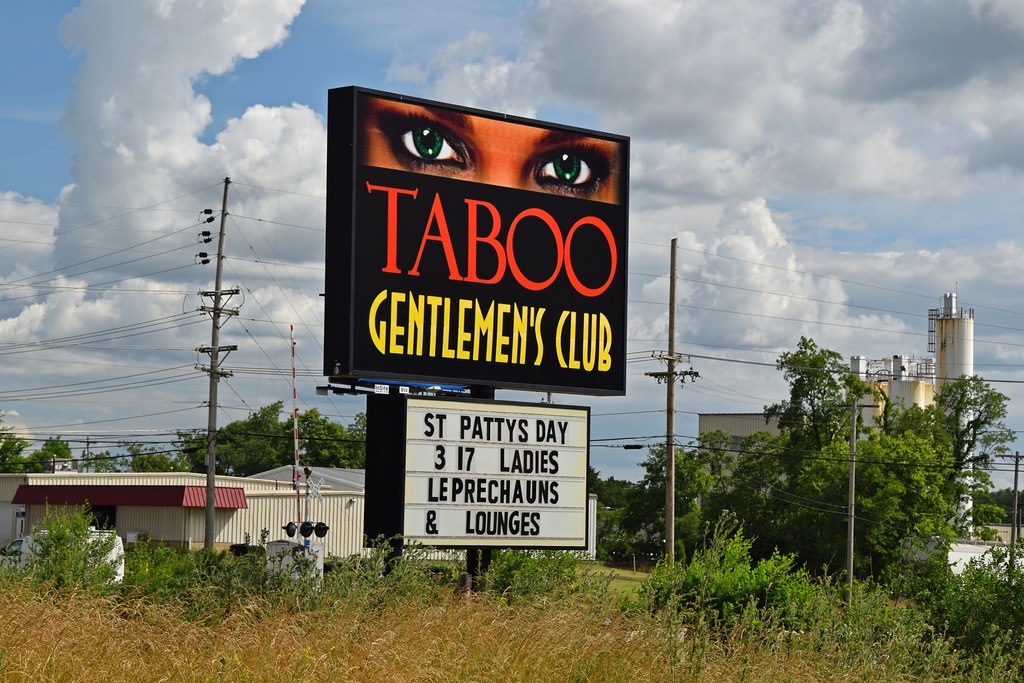 TABOO
GENTLEMEN'S CLUB
ST PATTYS DAY
3 17 LADIES
LEPRECHAUNS
& LOUNGES